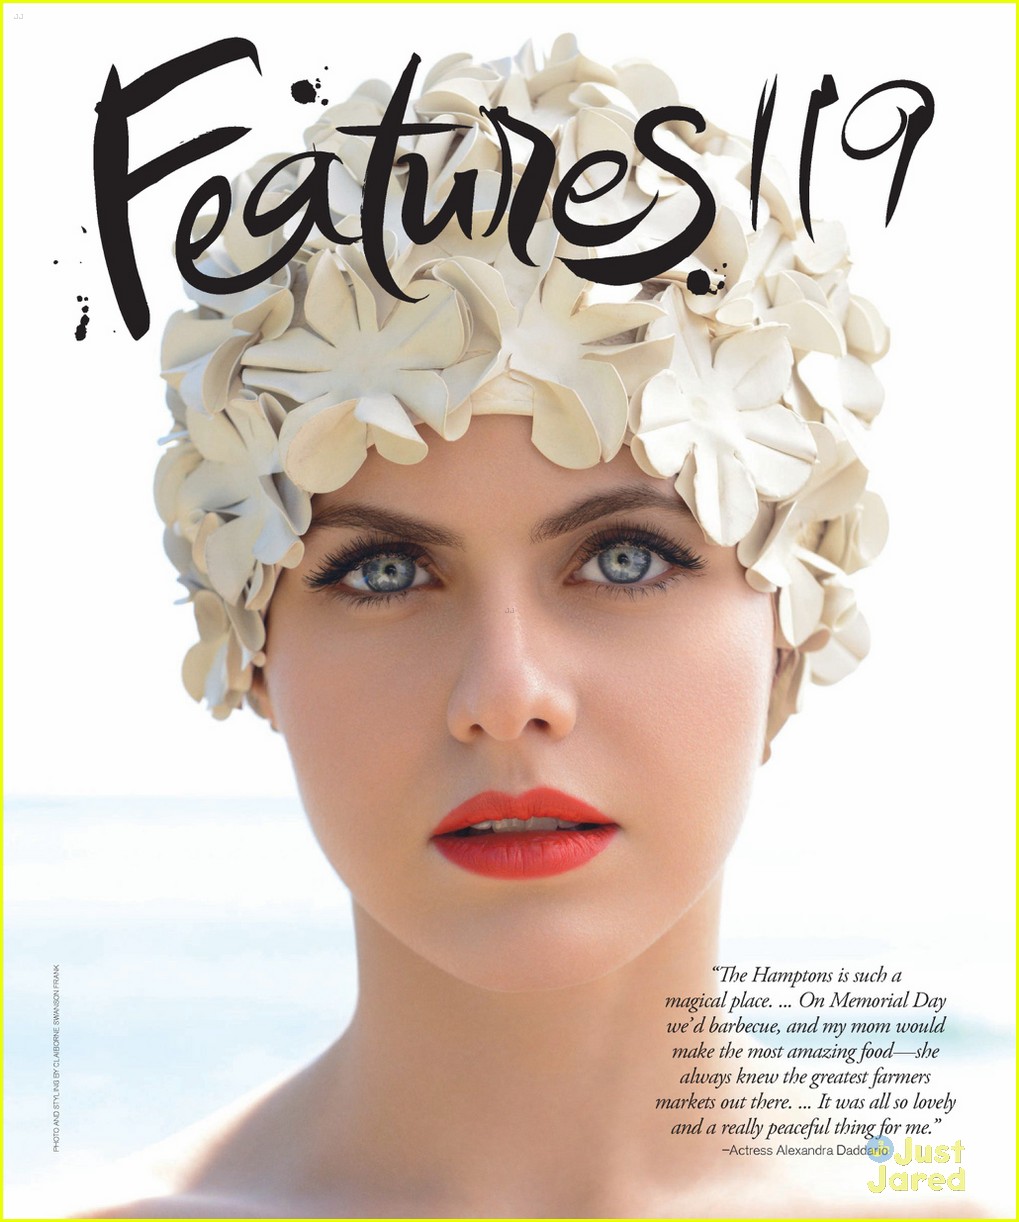 Features 119
“The Hamptons is such a
magical place. ... On Memorial Day
we’d barbecue, and my mom would
make the most amazing food—she
always knew the greatest farmers
markets out there. ... It was all so lovely
and a really peaceful thing for me.”
–Actress Alexandra Daddario
PHOTO AND STYLING BY CLAIBORNE SWANSON FRANK
Just
Jared